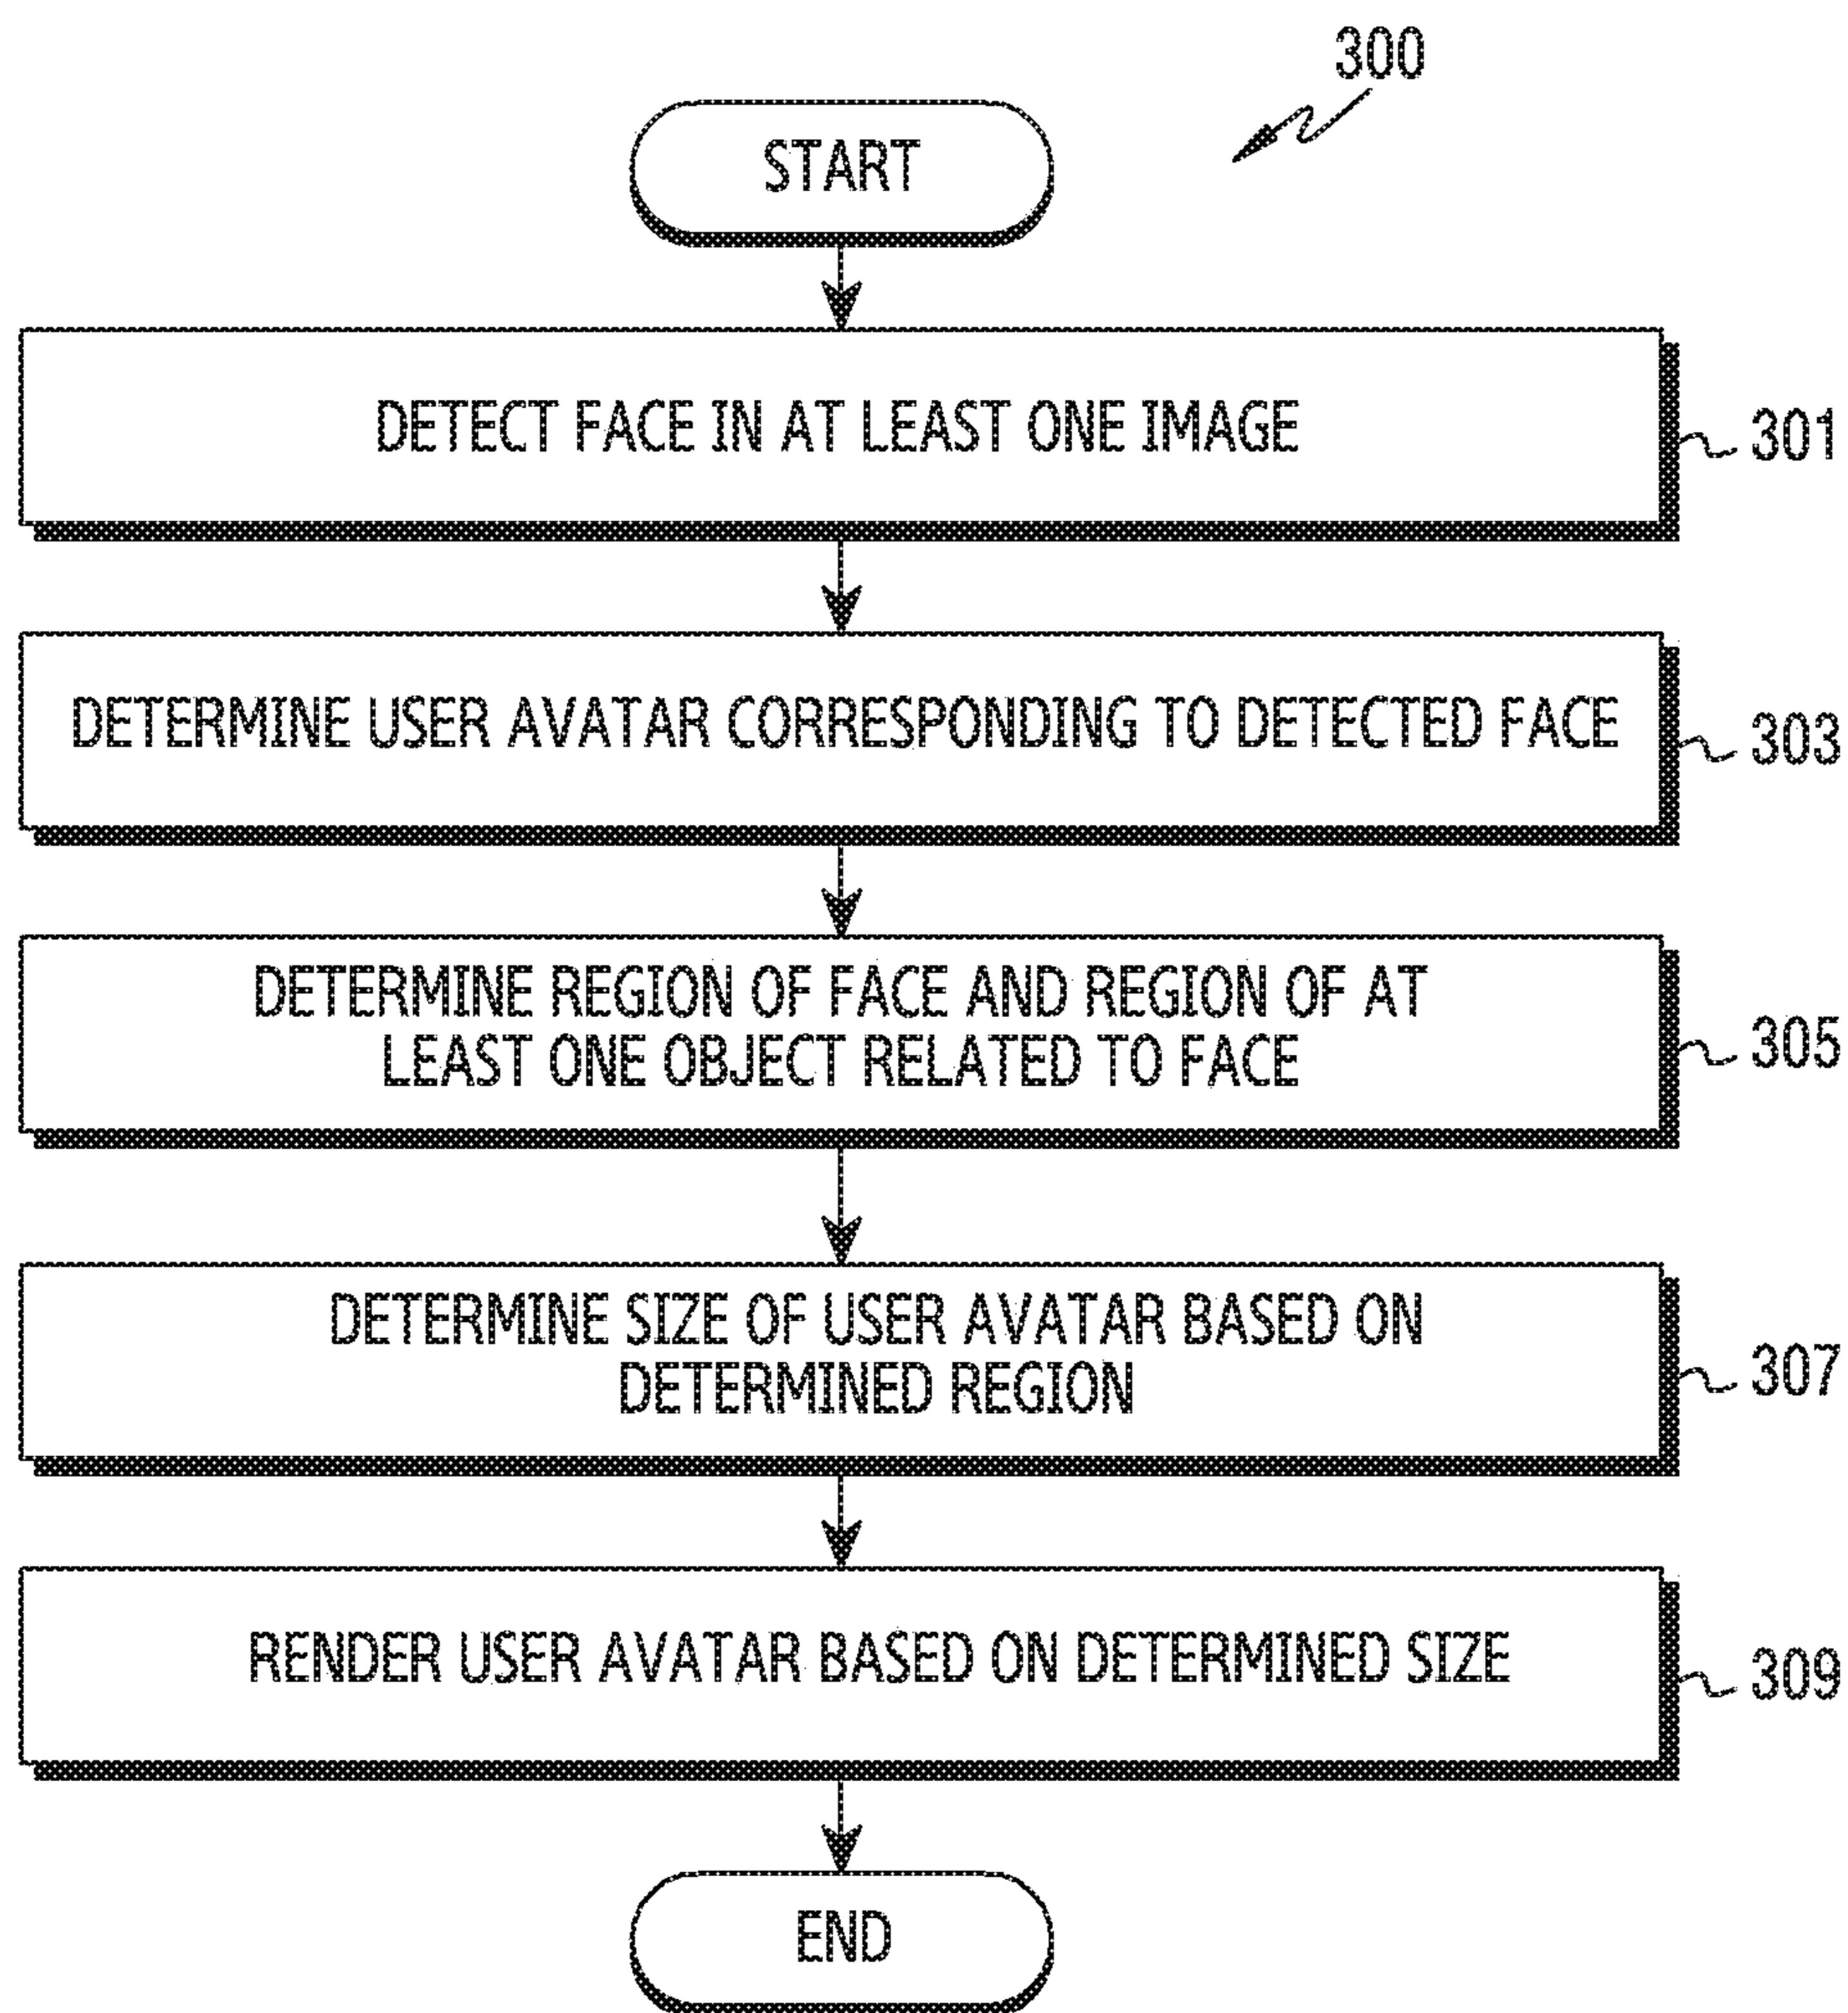 300
START
DETECT FACE IN AT LEAST ONE IMAGE
301
DETERMINE USER AVATAR CORRESPONDING TO DETECTED FACE
303
DETERMINE REGION OF FACE AND REGION OF AT
LEAST ONE OBJECT RELATED TO FACE
305
DETERMINE SIZE OF USER AVATAR BASED ON
DETERMINED REGION
307
RENDER USER AVATAR BASED ON DETERMINED SIZE
309
END